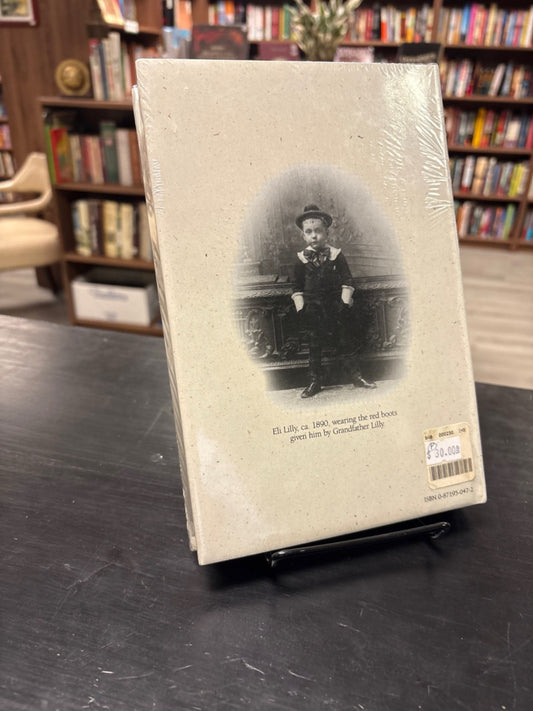 Eli Lilly, ca. 1890, wearing the red boots
given him by Grandfather Lilly.
$30.00
ISBN 0-87195-047-2